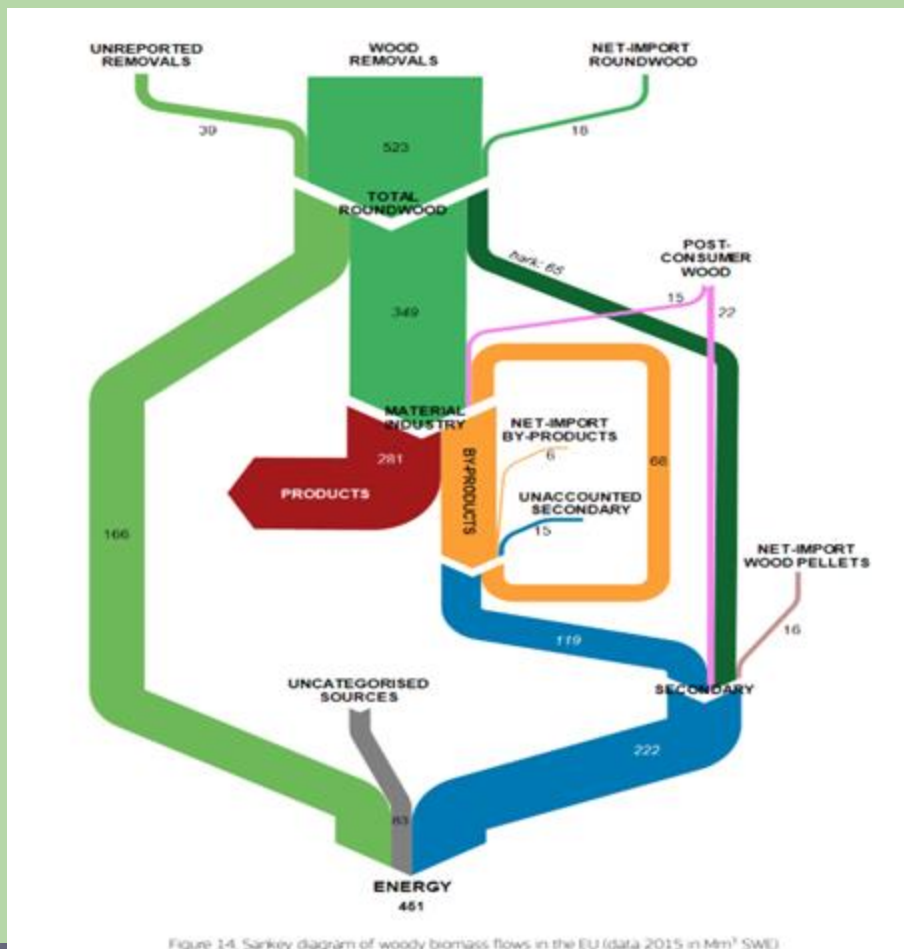 UNREPORTED
REMOVALS
WOOD
REMOVALS
NET-IMPORT
ROUNDWOOD
39
523
18
TOTAL
ROUNDWOOD
bark: 65
POST-
CONSUMER
WOOD
15
22
349
MATERIAL
INDUSTRY
NET-IMPORT
BY-PRODUCTS
6
281
68
BY-PRODUCTS
PRODUCTS
UNACCOUNTED
SECONDARY
15
166
NET-IMPORT
WOOD PELLETS
16
119
UNCATEGORISED
SOURCES
SECONDARY
222
63
ENERGY
451
Figure 14. Sankey diagram of woody biomass flows in the EU (data 2015 in Mm³ SWE)